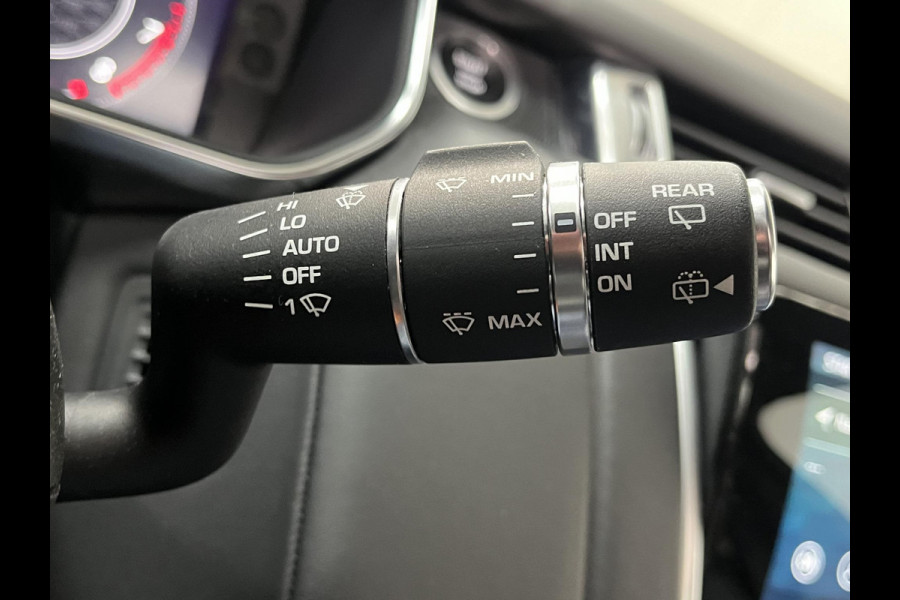 HI
LO
AUTO
OFF
1
MIN
MAX
OFF
INT
ON
REAR